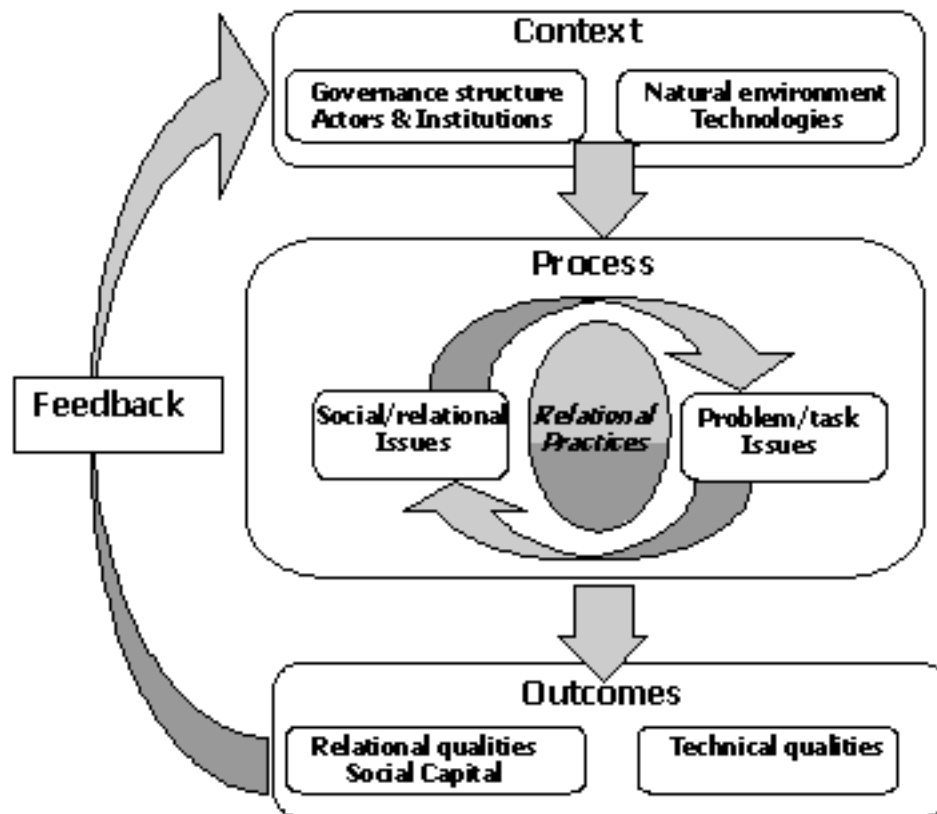 Context
Governance structure
Actors & Institutions
Natural environment
Technologies
Process
Feedback
Social/relational
Issues
Relational
Practices
Problem/task
Issues
Outcomes
Relational qualities
Social Capital
Technical qualities